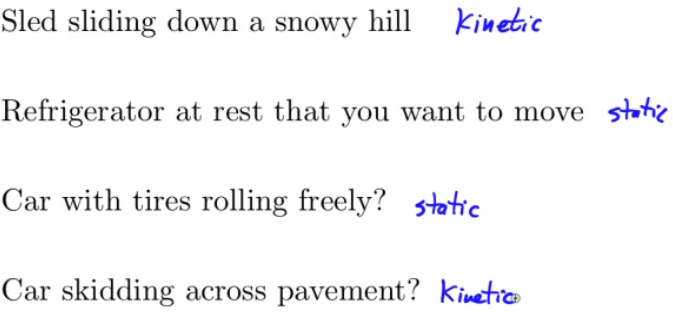 Sled sliding down a snowy hill kinetic
Refrigerator at rest that you want to move static
Car with tires rolling freely? static
Car skidding across pavement? Kinetic